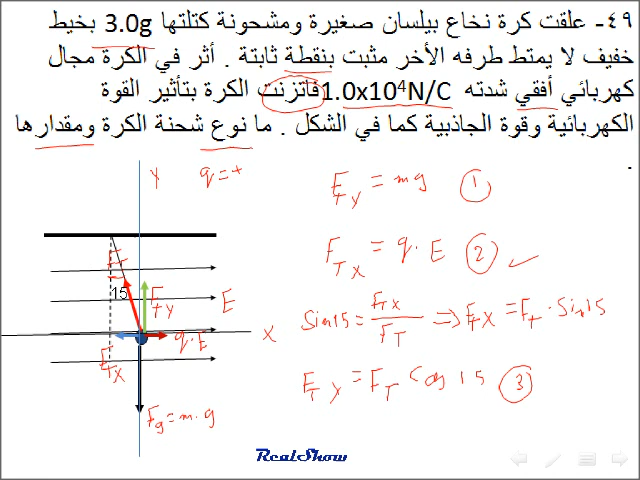 ٤٩- علقت كرة نخاع بيلسان صغيرة ومشحونة كتلتها 3.0g بخيط
خفيف لا يمتط طرفه الأخر مثبت بنقطة ثابتة . أثر في الكرة مجال
كهربائي أفقي شدته 1.0x10⁴N/C فاتزنت الكرة بتأثير القوة
الكهربائية وقوة الجاذبية كما في الشكل . ما نوع شحنة الكرة ومقدارها
.
Y q=+
F_Ty = mg ①
F_Tx = q.E ② ✓
F_T
15
F_Ty
E
Sin15 = F_Tx/F_T ⇒ F_Tx = F_T . Sin15
x
q.E
F_Tx
F_Ty = F_T Cos 15 ③
F_g = m.g
RealShow